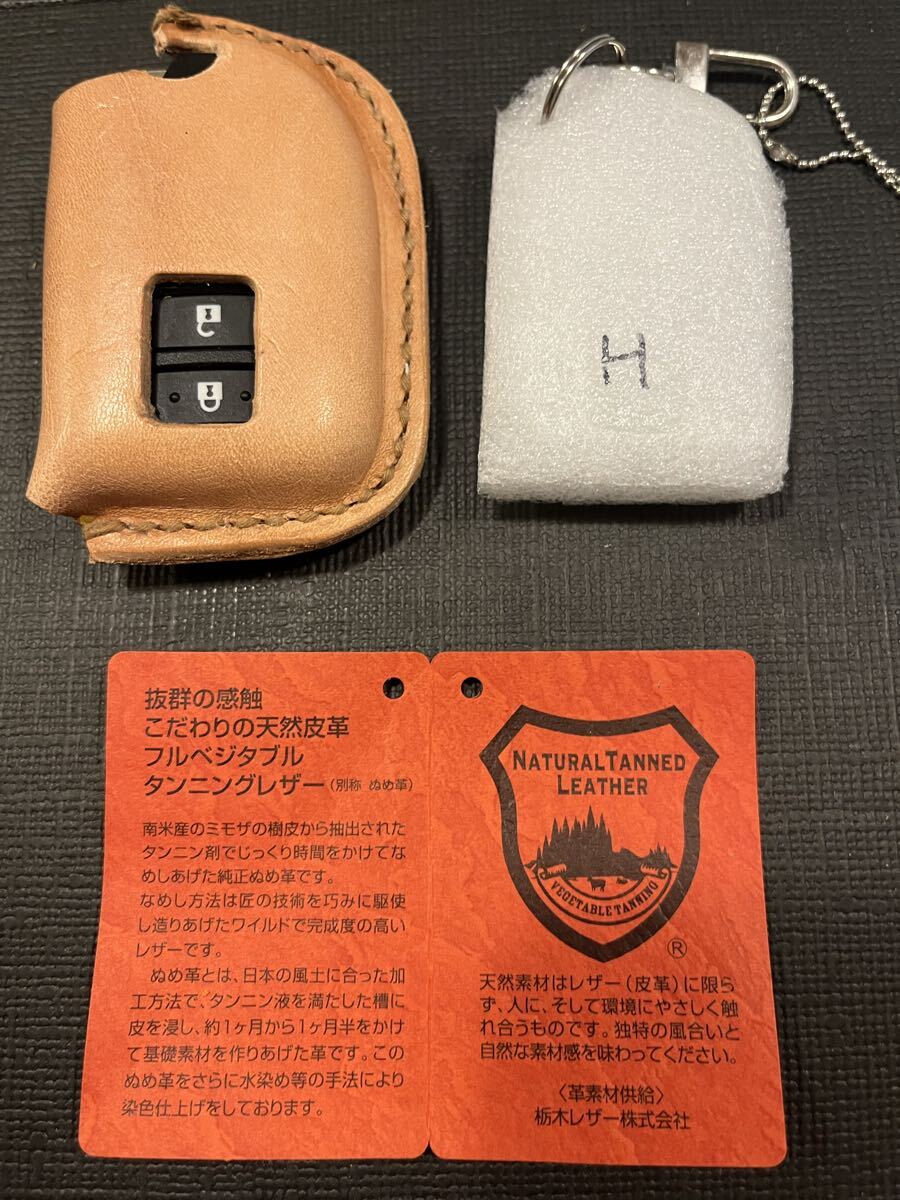 H
抜群の感触
こだわりの天然皮革
フルベジタブル
タンニングレザー（別称 ぬめ革）
南米産のミモザの樹皮から抽出された
タンニン剤でじっくり時間をかけてな
めしあげた純正ぬめ革です。
なめし方法は匠の技術を巧みに駆使
し造りあげたワイルドで完成度の高い
レザーです。
ぬめ革とは、日本の風土に合った加
工方法で、タンニン液を満たした槽に
皮を浸し、約1ヶ月から1ヶ月半をかけ
て基礎素材を作りあげた革です。この
ぬめ革をさらに水染め等の手法により
染色仕上げをしております。
NATURAL TANNED
LEATHER
VEGETABLE TANNING
®
天然素材はレザー（皮革）に限ら
ず、人に、そして環境にやさしく触
れ合うものです。独特の風合いと
自然な素材感を味わってください。
〈革素材供給〉
栃木レザー株式会社